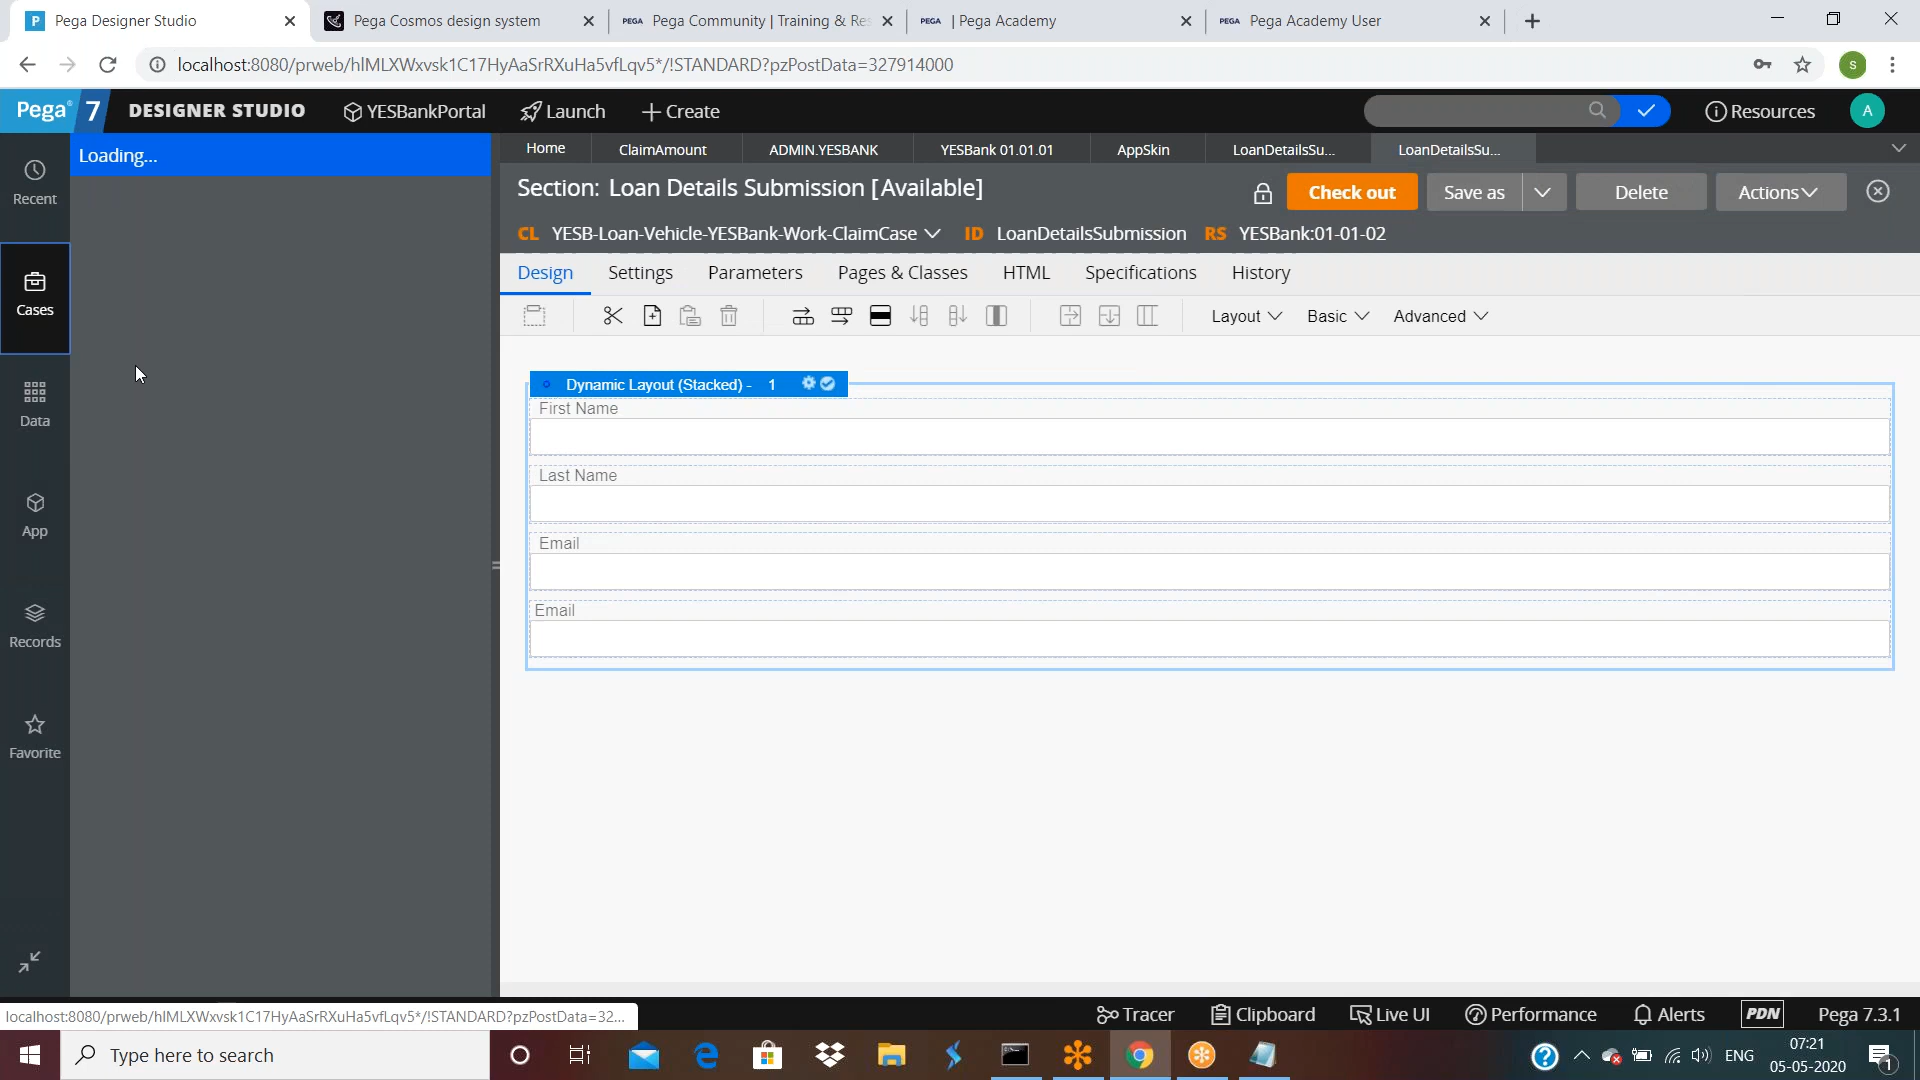 Pega Designer Studio
Pega Cosmos design system
PEGA Pega Community | Training & Res
PEGA | Pega Academy
PEGA Pega Academy User
localhost:8080/prweb/hIMLXWxvsk1C17HyAaSrRXuHa5vfLqv5*/!STANDARD?pzPostData=327914000
S
Pega 7 DESIGNER STUDIO
YESBankPortal
Launch
Create
Resources
A
Loading...
Recent
Cases
Data
App
Records
Favorite
Home
ClaimAmount
ADMIN.YESBANK
YESBank 01.01.01
AppSkin
LoanDetailsSu...
LoanDetailsSu...
Section: Loan Details Submission [Available]
Check out
Save as
Delete
Actions
CL YESB-Loan-Vehicle-YESBank-Work-ClaimCase
ID LoanDetailsSubmission
RS YESBank:01-01-02
Design
Settings
Parameters
Pages & Classes
HTML
Specifications
History
Layout
Basic
Advanced
Dynamic Layout (Stacked) - 1
First Name
Last Name
Email
Email
localhost:8080/prweb/hIMLXWxvsk1C17HyAaSrRXuHa5vfLqv5*/!STANDARD?pzPostData=32...
Tracer
Clipboard
Live UI
Performance
Alerts
PDN
Pega 7.3.1
Type here to search
ENG
07:21
05-05-2020
1